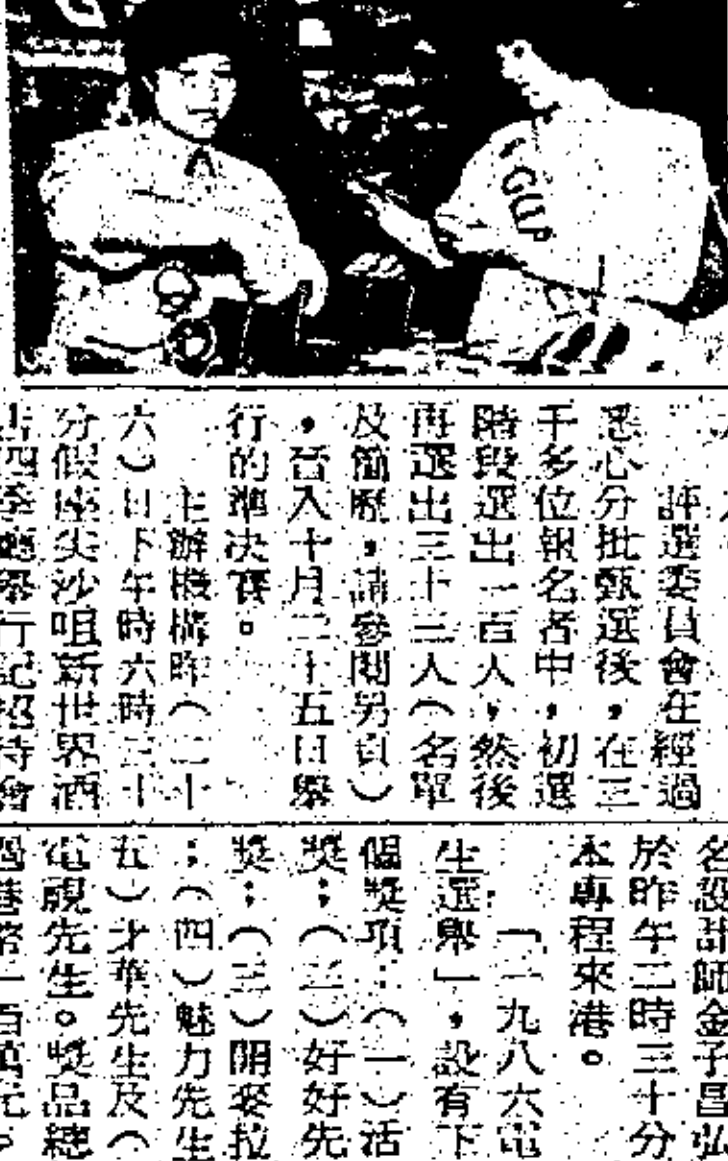 GUP
評選委員會在經過
悉心分批甄選後，在三
千多位報名者中，初選
階段選出一百人，然後
再選出三十二人（名單
及簡歷，請參閱另頁）
，晉入十月二十五日舉
行的準決賽。
主辦機構昨（二十
六）日下午時六時三十
分假座尖沙咀新世界酒
店四季廳舉行記招待會
名設計師金子昌弘
於昨午二時三十分
本專程來港。
「一九八六電
生選舉」，設有下
個獎項：（一）活
獎；（二）好好先
獎；（三）開麥拉
；（四）魅力先生
五）才華先生及（
電視先生。獎品總
過港幣一百萬元。